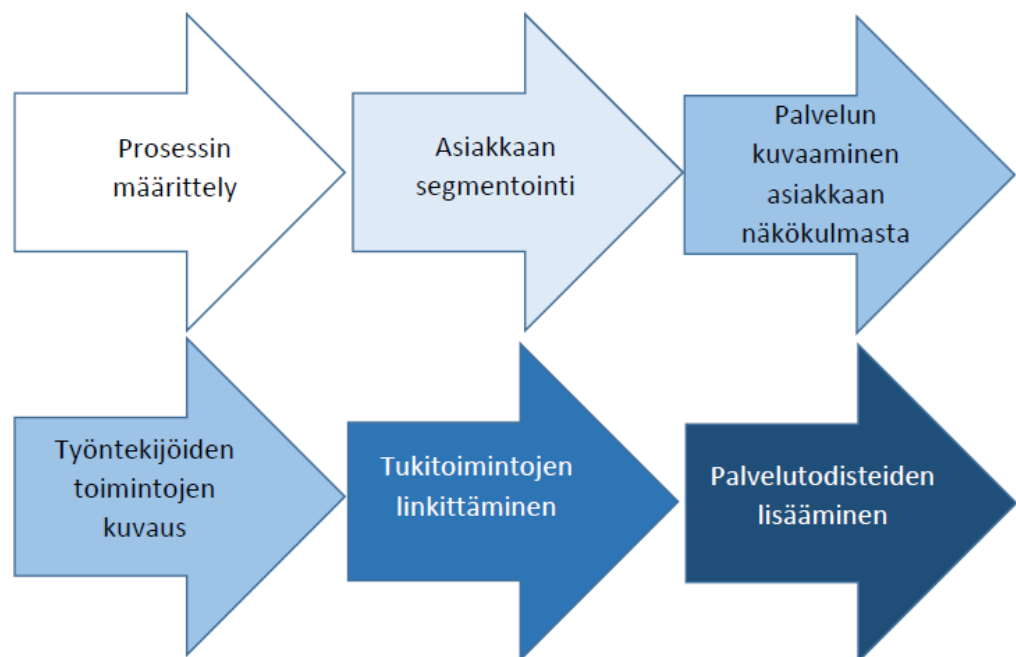 Prosessin
määrittely
Asiakkaan
segmentointi
Palvelun
kuvaaminen
asiakkaan
näkökulmasta
Työntekijöiden
toimintojen
kuvaus
Tukitoimintojen
linkittäminen
Palvelutodisteiden
lisääminen